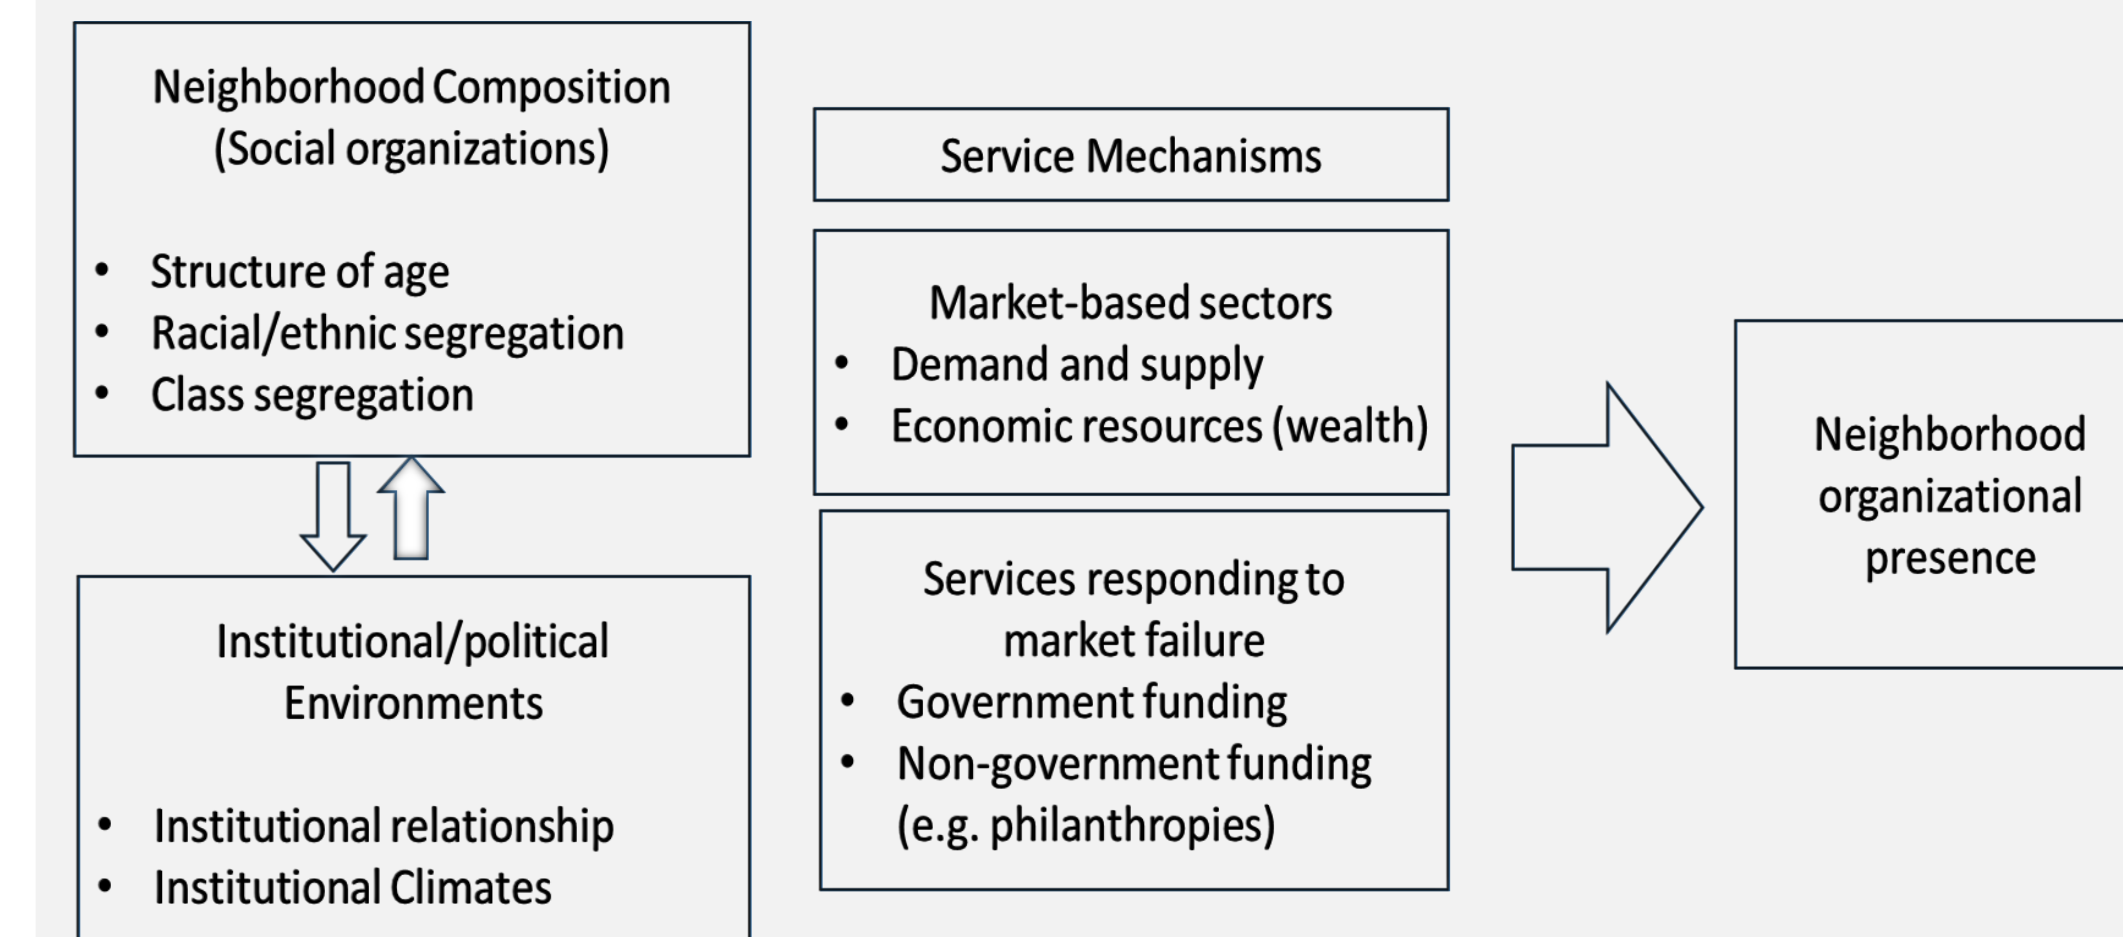 Neighborhood Composition
(Social organizations)
• Structure of age
• Racial/ethnic segregation
• Class segregation
Institutional/political
Environments
• Institutional relationship
• Institutional Climates
Service Mechanisms
Market-based sectors
• Demand and supply
• Economic resources (wealth)
Services responding to
market failure
• Government funding
• Non-government funding
(e.g. philanthropies)
Neighborhood
organizational
presence